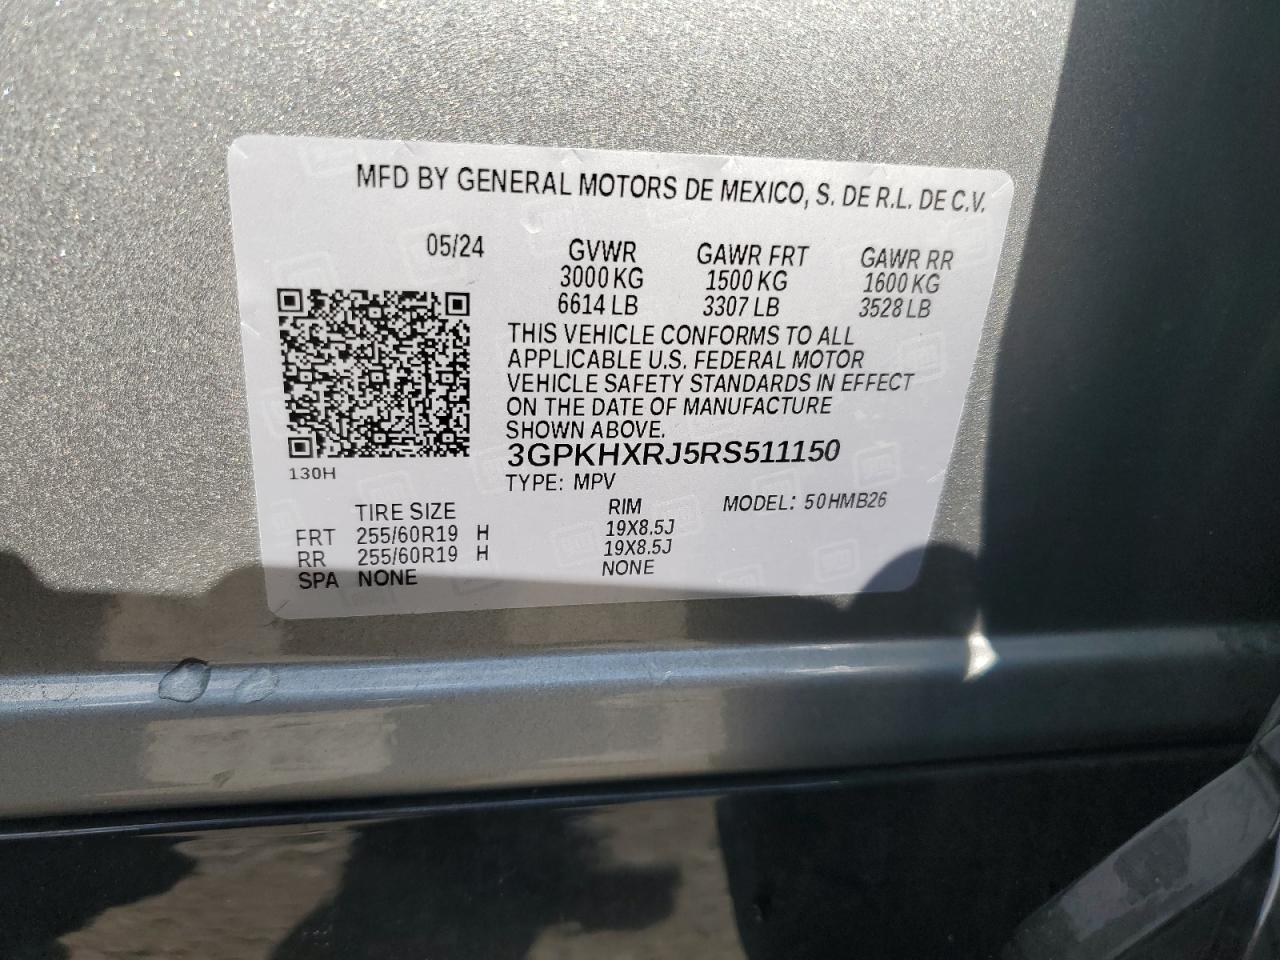 MFD BY GENERAL MOTORS DE MEXICO, S. DE R.L. DE C.V.
05/24 GVWR GAWR FRT GAWR RR
3000 KG 1500 KG 1600 KG
6614 LB 3307 LB 3528 LB
THIS VEHICLE CONFORMS TO ALL
APPLICABLE U.S. FEDERAL MOTOR
VEHICLE SAFETY STANDARDS IN EFFECT
ON THE DATE OF MANUFACTURE
SHOWN ABOVE.
3GPKHXRJ5RS511150
130H
TYPE: MPV MODEL: 50HMB26
TIRE SIZE RIM
FRT 255/60R19 H 19X8.5J
RR 255/60R19 H 19X8.5J
SPA NONE NONE